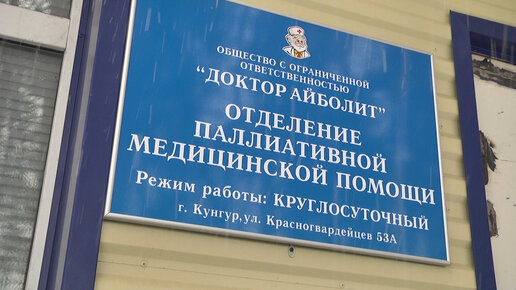 ОБЩЕСТВО С ОГРАНИЧЕННОЙ
ОТВЕТСТВЕННОСТЬЮ
“ДОКТОР АЙБОЛИТ”
ОТДЕЛЕНИЕ
ПАЛЛИАТИВНОЙ
МЕДИЦИНСКОЙ ПОМОЩИ
Режим работы: КРУГЛОСУТОЧНЫЙ
г. Кунгур, ул. Красногвардейцев 53А